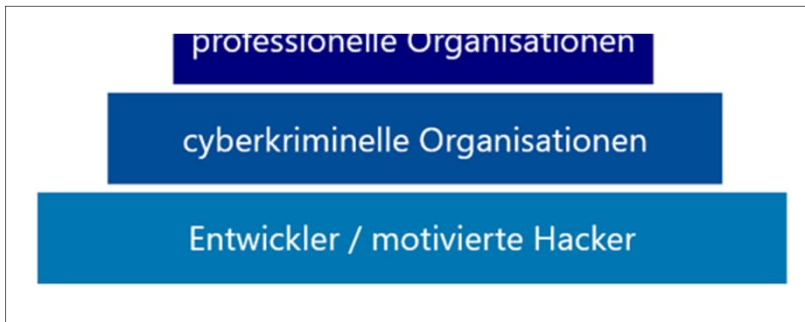 professionelle Organisationen
cyberkriminelle Organisationen
Entwickler / motivierte Hacker